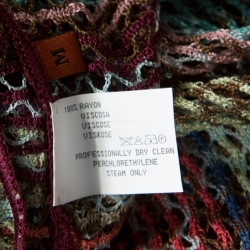 M
100% RAYON
VISCOSA
VISCOSE
VISKOSE
PROFESSIONALLY DRY CLEAN
PERCHLORETHYLENE
STEAM ONLY